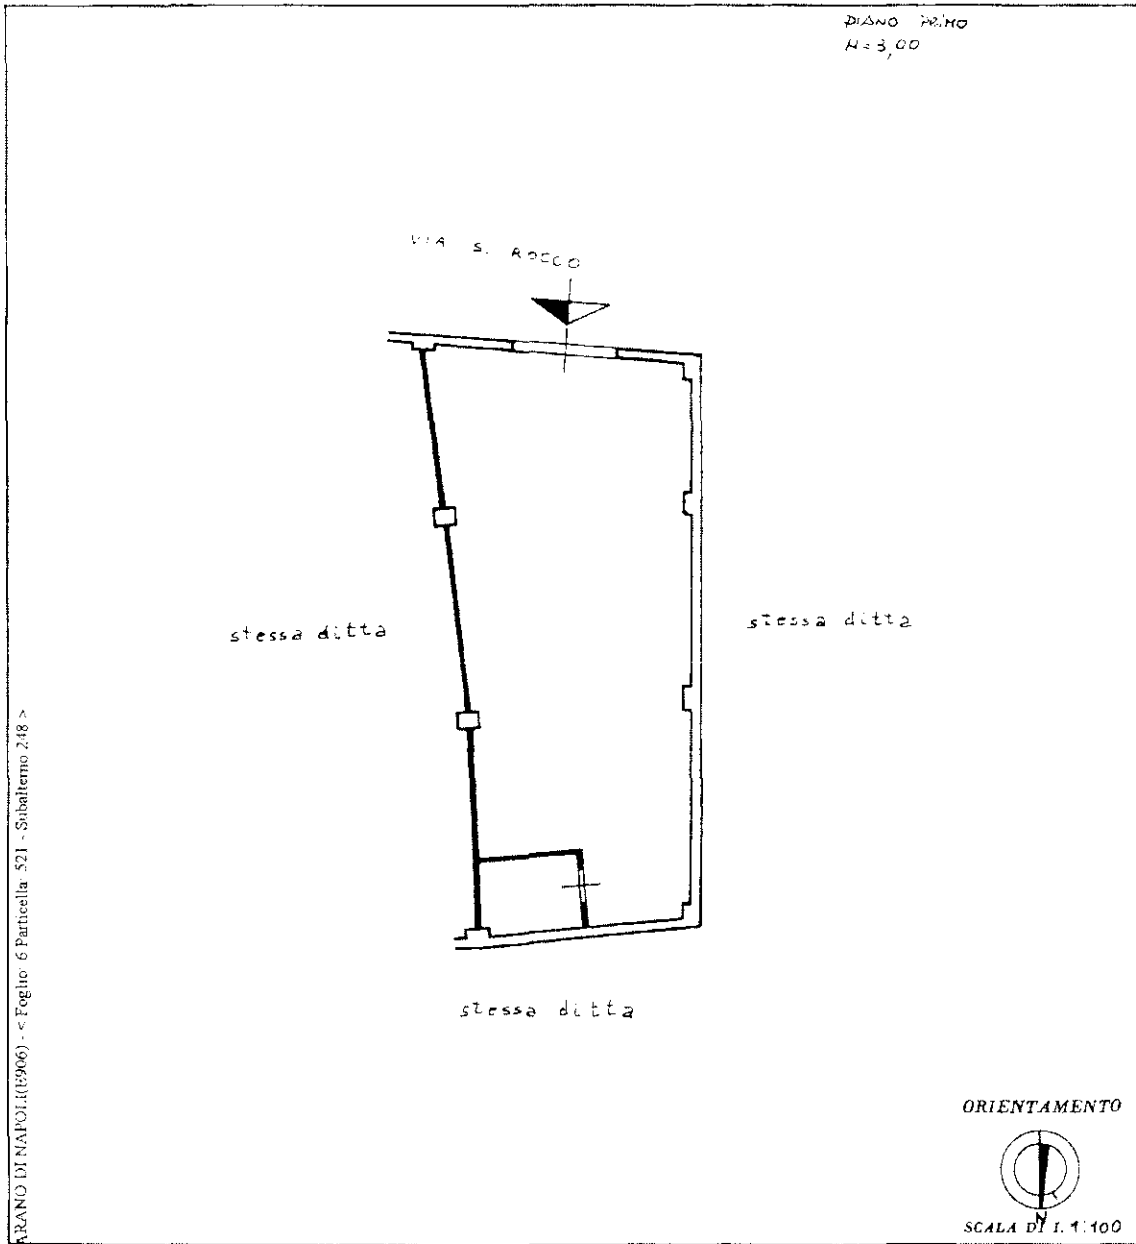 PIANO PRIMO
H=3,00
VIA S. ROCCO
stessa ditta
stessa ditta
stessa ditta
ARANO DI NAPOLI(E906) - < Foglio: 6 Particella: 521 - Subalterno 248 >
ORIENTAMENTO
N
SCALA DI 1:100